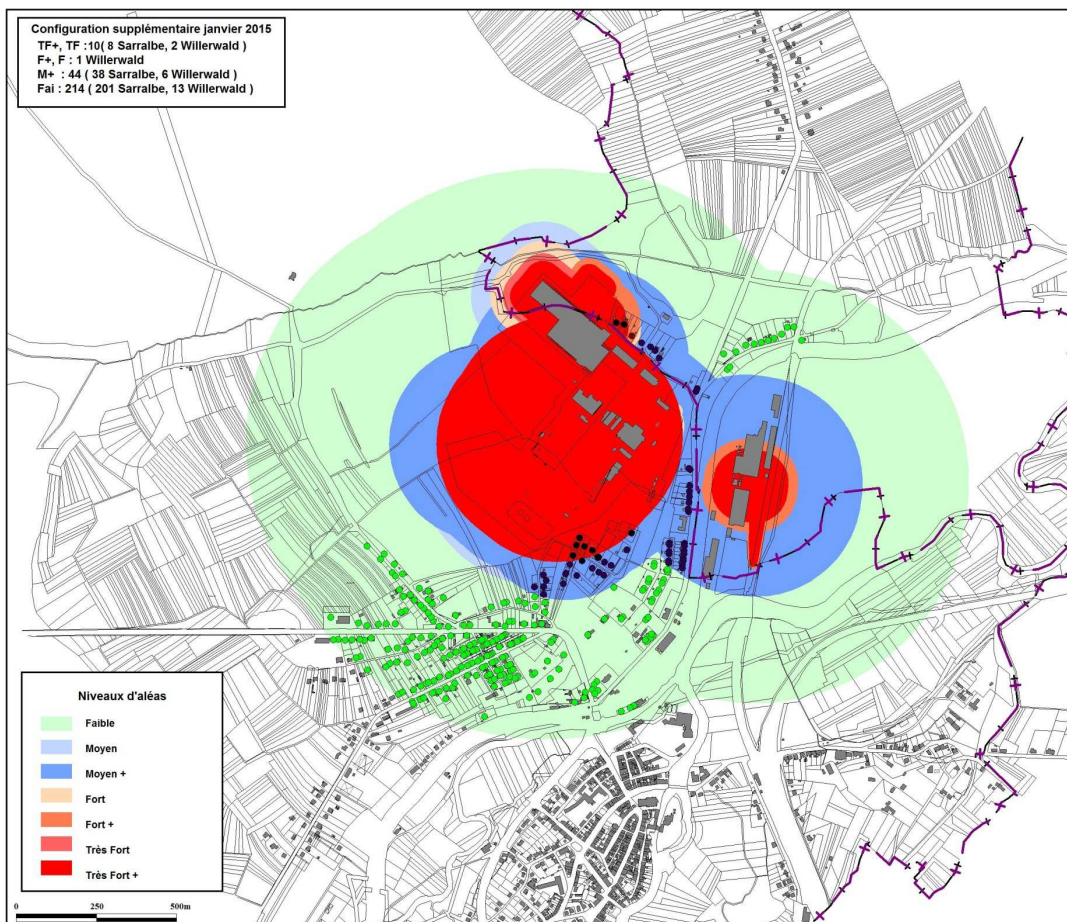 Configuration supplémentaire janvier 2015
TF+, TF :10( 8 Sarralbe, 2 Willerwald )
F+, F : 1 Willerwald
M+ : 44 ( 38 Sarralbe, 6 Willerwald )
Fai : 214 ( 201 Sarralbe, 13 Willerwald )
Niveaux d'aléas
Faible
Moyen
Moyen +
Fort
Fort +
Très Fort
Très Fort +
0 250 500m